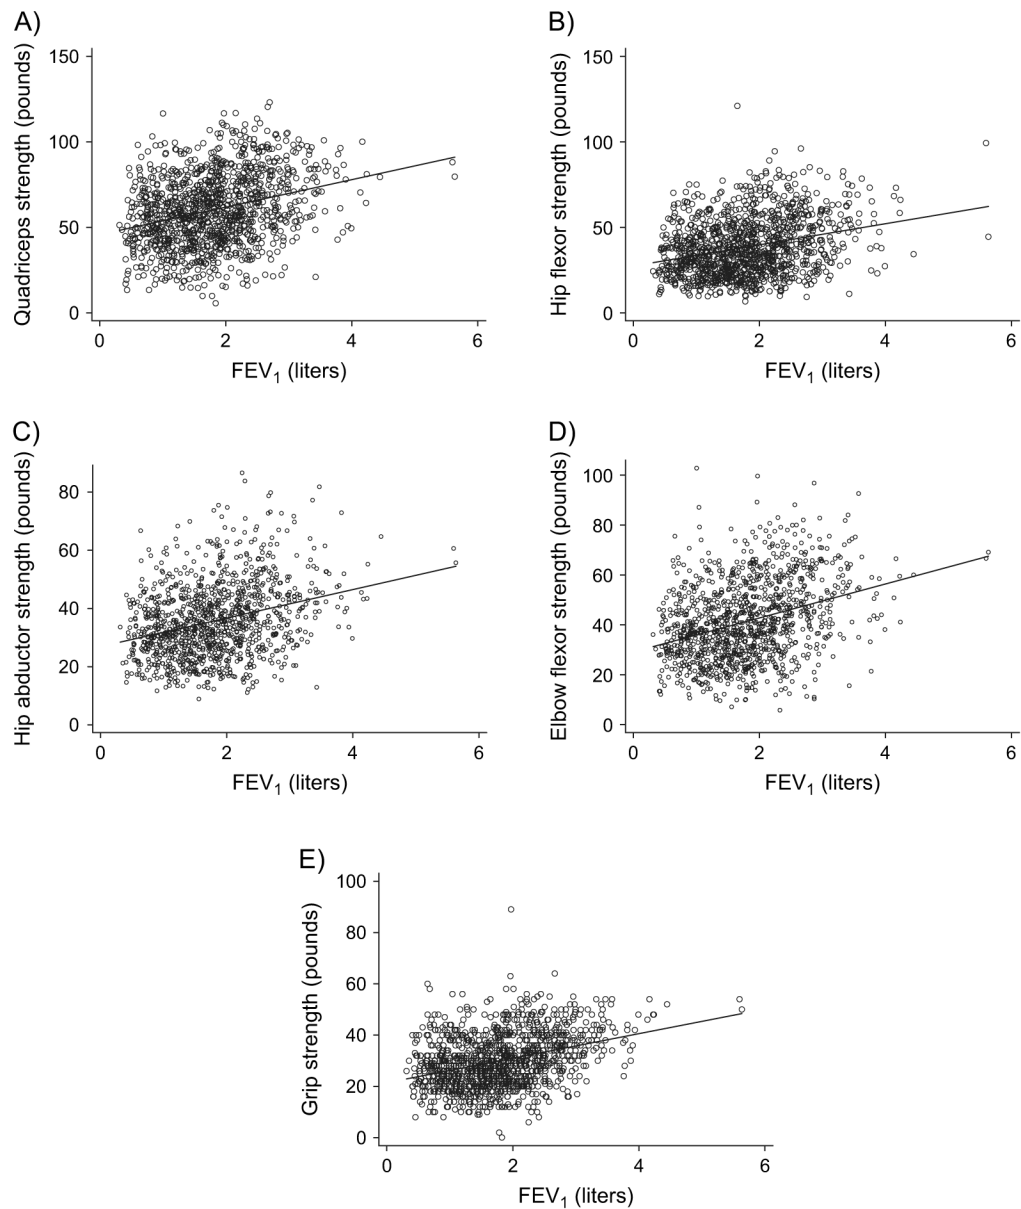 A)
Quadriceps strength (pounds)
150
100
50
0
0 2 4 6
FEV₁ (liters)
B)
Hip flexor strength (pounds)
150
100
50
0
0 2 4 6
FEV₁ (liters)
C)
Hip abductor strength (pounds)
80
60
40
20
0
0 2 4 6
FEV₁ (liters)
D)
Elbow flexor strength (pounds)
100
80
60
40
20
0
0 2 4 6
FEV₁ (liters)
E)
Grip strength (pounds)
100
80
60
40
20
0
0 2 4 6
FEV₁ (liters)